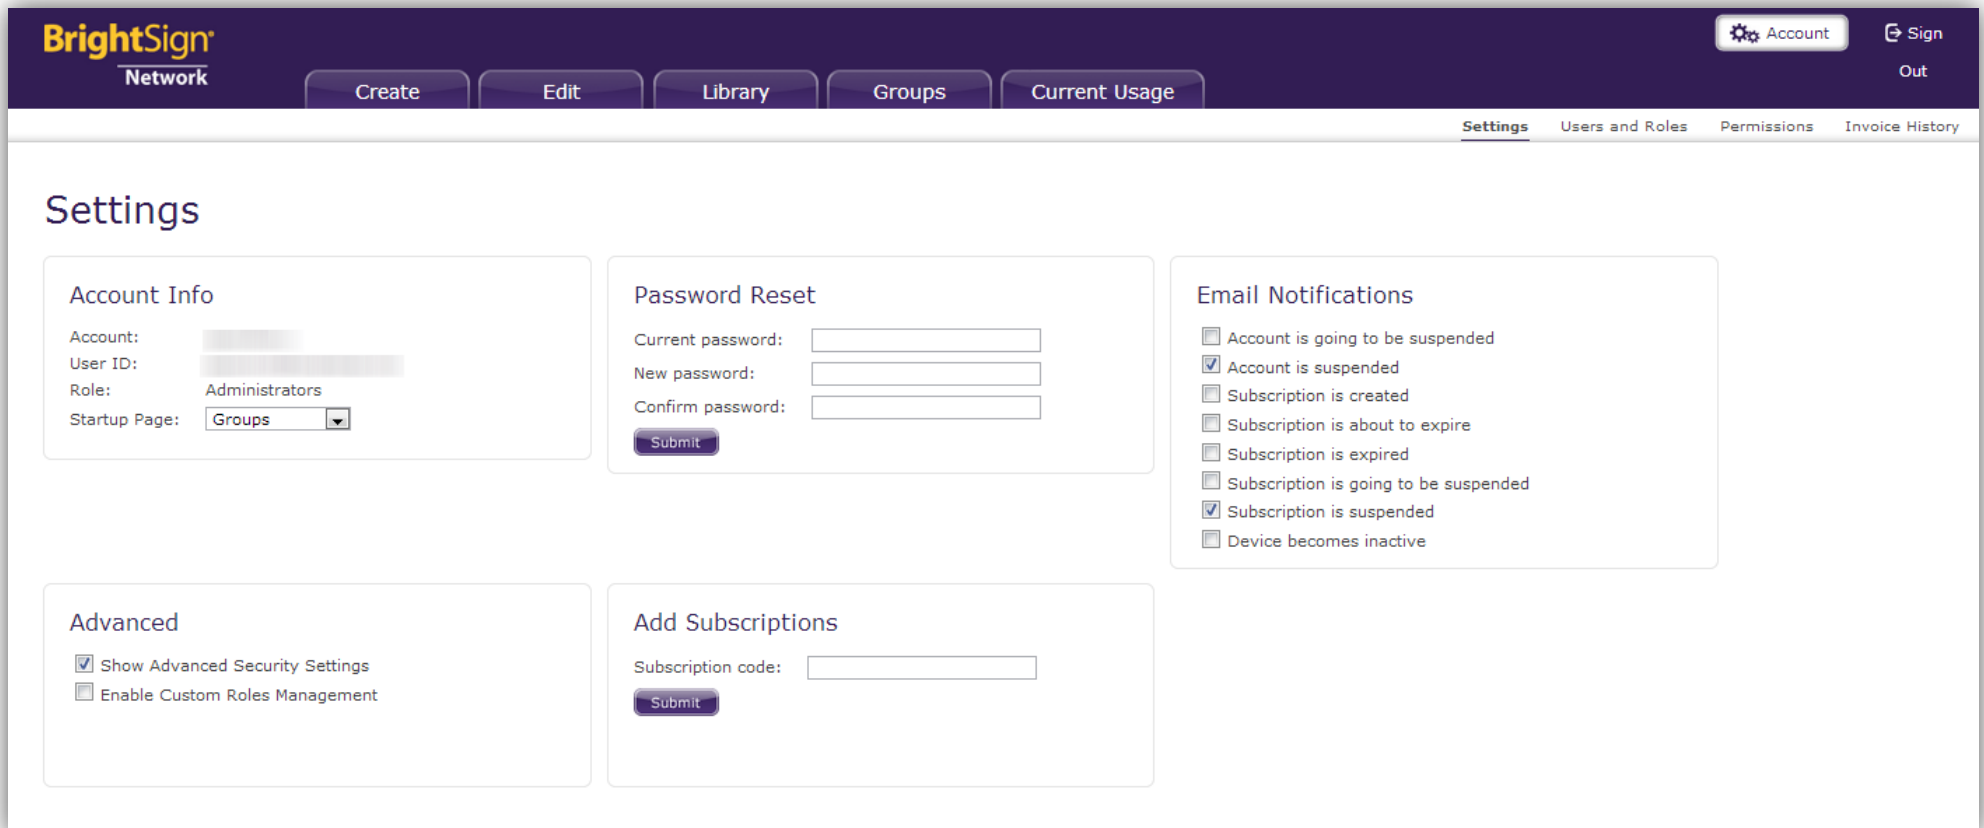 BrightSign®
Network
Create
Edit
Library
Groups
Current Usage
Account
Sign
Out
Settings
Users and Roles
Permissions
Invoice History
Settings
Account Info
Account:
User ID:
Role: Administrators
Startup Page: Groups
Password Reset
Current password:
New password:
Confirm password:
Submit
Email Notifications
Account is going to be suspended
Account is suspended
Subscription is created
Subscription is about to expire
Subscription is expired
Subscription is going to be suspended
Subscription is suspended
Device becomes inactive
Advanced
Show Advanced Security Settings
Enable Custom Roles Management
Add Subscriptions
Subscription code:
Submit